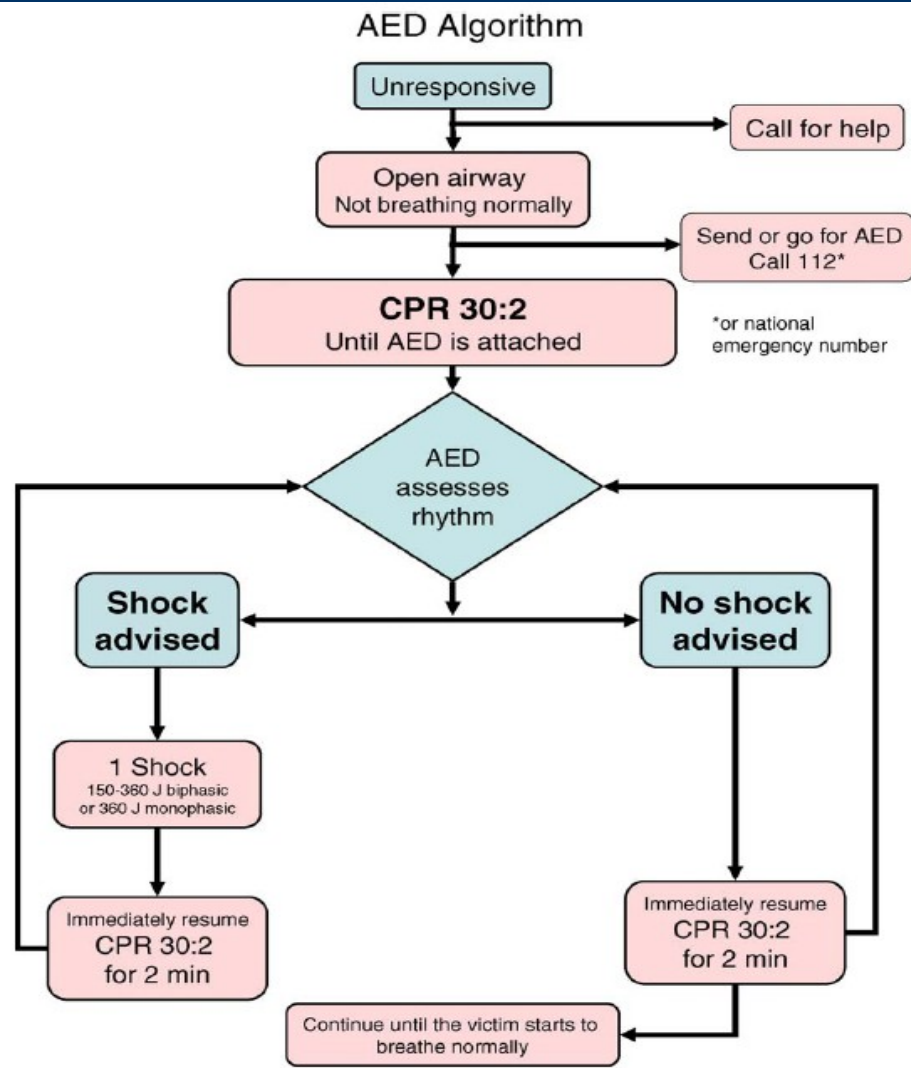 AED Algorithm
Unresponsive
Call for help
Open airway
Not breathing normally
Send or go for AED
Call 112*
CPR 30:2
Until AED is attached
*or national
emergency number
AED
assesses
rhythm
Shock
advised
No shock
advised
1 Shock
150-360 J biphasic
or 360 J monophasic
Immediately resume
CPR 30:2
for 2 min
Immediately resume
CPR 30:2
for 2 min
Continue until the victim starts to
breathe normally